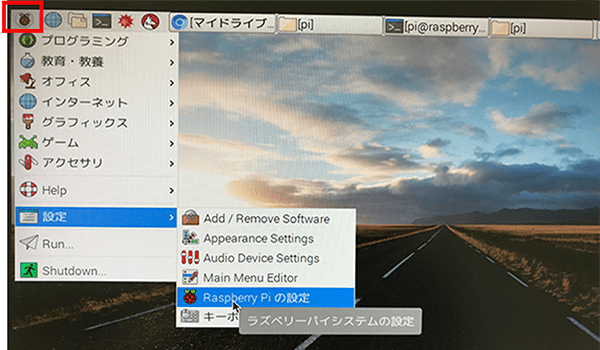 [マイドライブ...
[pi]
[pi@raspberry...
[pi]
プログラミング
教育・教養
オフィス
インターネット
グラフィックス
ゲーム
アクセサリ
Help
設定
Run...
Shutdown...
Add / Remove Software
Appearance Settings
Audio Device Settings
Main Menu Editor
Raspberry Pi の設定
キーボ
ラズベリーパイシステムの設定